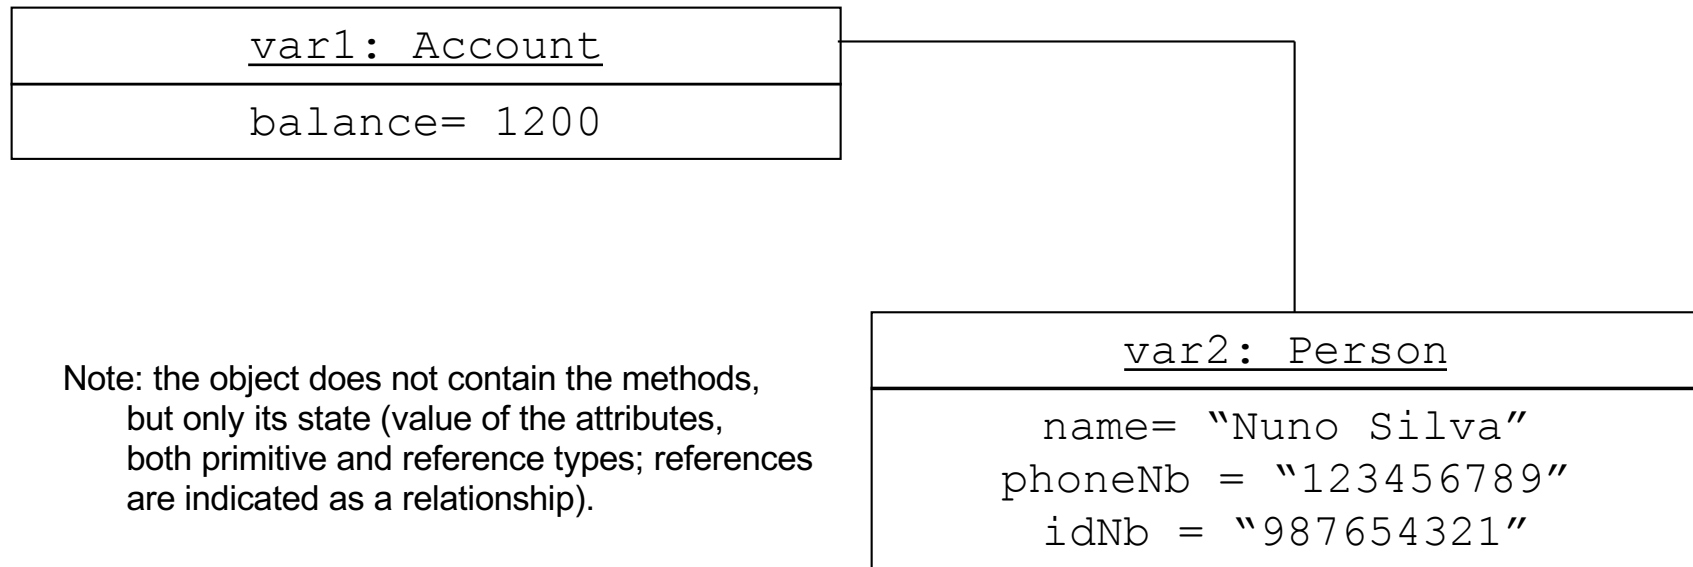 var1: Account
balance= 1200
Note: the object does not contain the methods,
but only its state (value of the attributes,
both primitive and reference types; references
are indicated as a relationship).
var2: Person
name= “Nuno Silva”
phoneNb = “123456789”
idNb = “987654321”